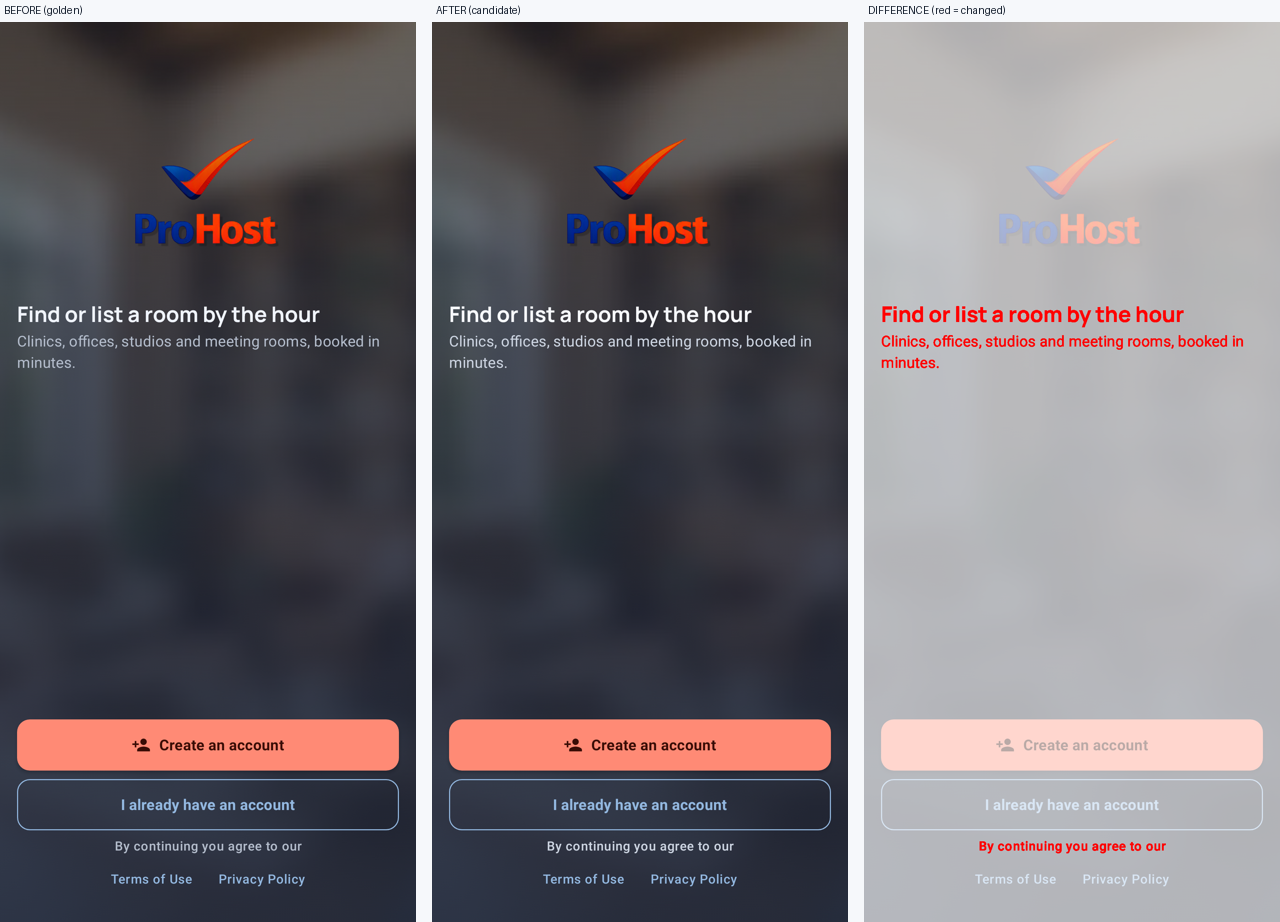 BEFORE (golden)
ProHost
Find or list a room by the hour
Clinics, offices, studios and meeting rooms, booked in
minutes.
Create an account
I already have an account
By continuing you agree to our
Terms of Use Privacy Policy
AFTER (candidate)
ProHost
Find or list a room by the hour
Clinics, offices, studios and meeting rooms, booked in
minutes.
Create an account
I already have an account
By continuing you agree to our
Terms of Use Privacy Policy
DIFFERENCE (red = changed)
ProHost
Find or list a room by the hour
Clinics, offices, studios and meeting rooms, booked in
minutes.
Create an account
I already have an account
By continuing you agree to our
Terms of Use Privacy Policy